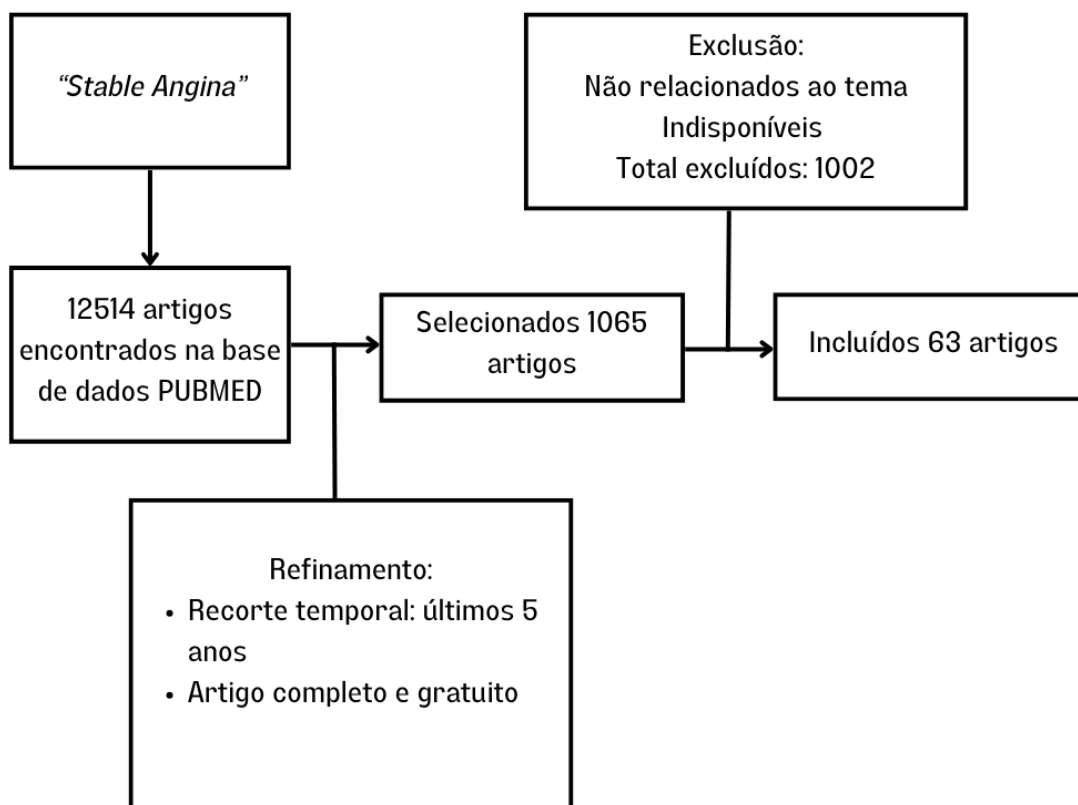 “Stable Angina”
Exclusão:
Não relacionados ao tema
Indisponíveis
Total excluídos: 1002
12514 artigos
encontrados na base
de dados PUBMED
Selecionados 1065
artigos
Incluídos 63 artigos
Refinamento:
• Recorte temporal: últimos 5
anos
• Artigo completo e gratuito